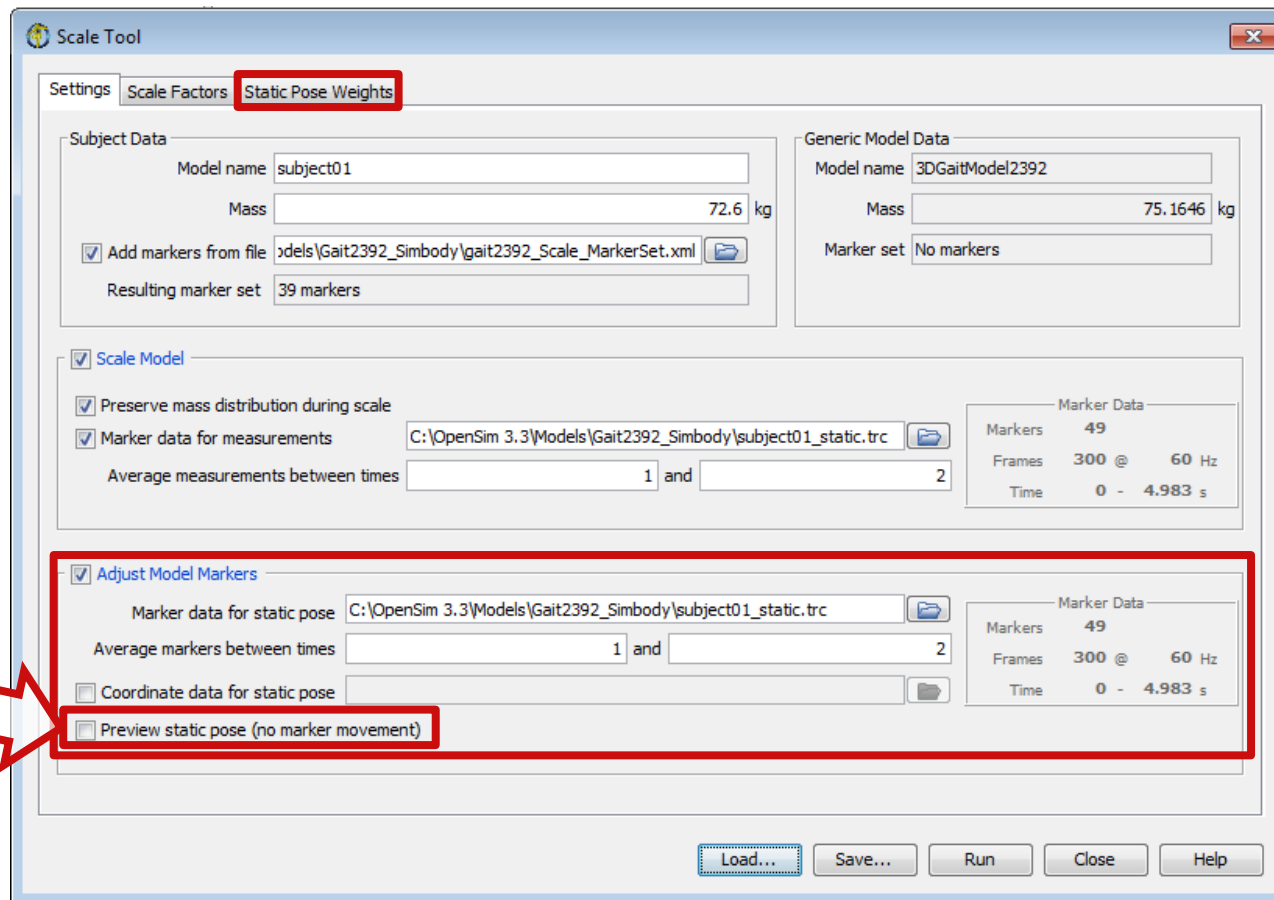 Scale Tool
Settings Scale Factors Static Pose Weights
Subject Data
Model name subject01
Mass 72.6 kg
Add markers from file odels\Gait2392_Simbody\gait2392_Scale_MarkerSet.xml
Resulting marker set 39 markers
Generic Model Data
Model name 3DGaitModel2392
Mass 75.1646 kg
Marker set No markers
Scale Model
Preserve mass distribution during scale
Marker data for measurements C:\OpenSim 3.3\Models\Gait2392_Simbody\subject01_static.trc
Average measurements between times 1 and 2
Marker Data
Markers 49
Frames 300 @ 60 Hz
Time 0 - 4.983 s
Adjust Model Markers
Marker data for static pose C:\OpenSim 3.3\Models\Gait2392_Simbody\subject01_static.trc
Average markers between times 1 and 2
Coordinate data for static pose
Preview static pose (no marker movement)
Marker Data
Markers 49
Frames 300 @ 60 Hz
Time 0 - 4.983 s
Load... Save... Run Close Help